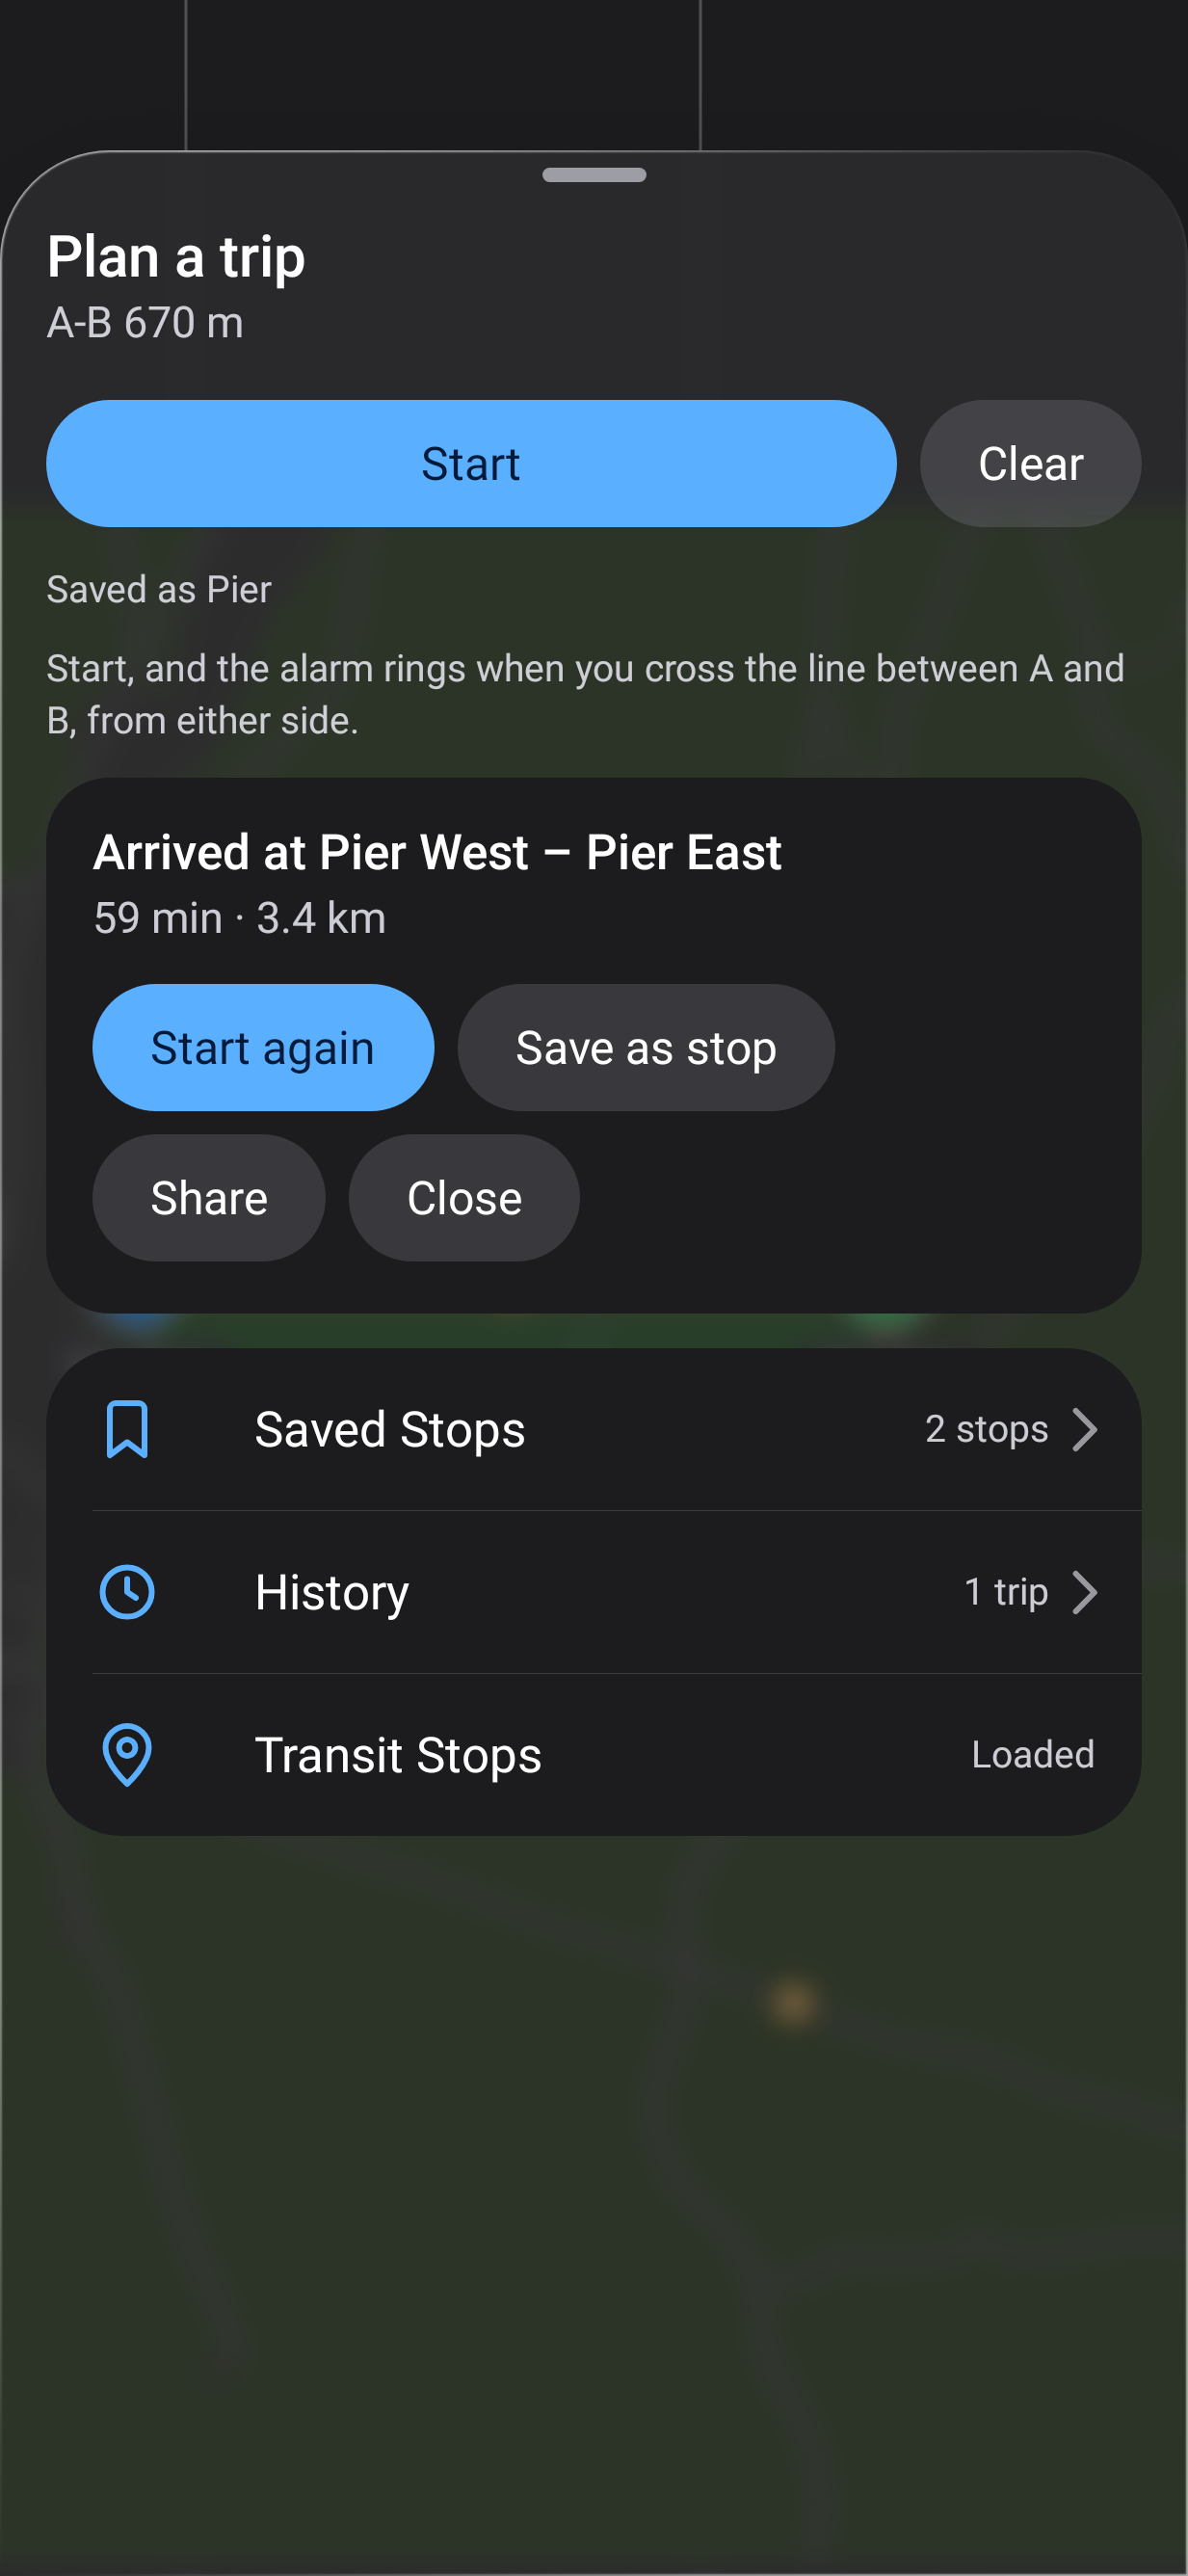 Plan a trip
A-B 670 m
Start
Clear
Saved as Pier
Start, and the alarm rings when you cross the line between A and
B, from either side.
Arrived at Pier West – Pier East
59 min · 3.4 km
Start again
Save as stop
Share
Close
Saved Stops
2 stops
History
1 trip
Transit Stops
Loaded